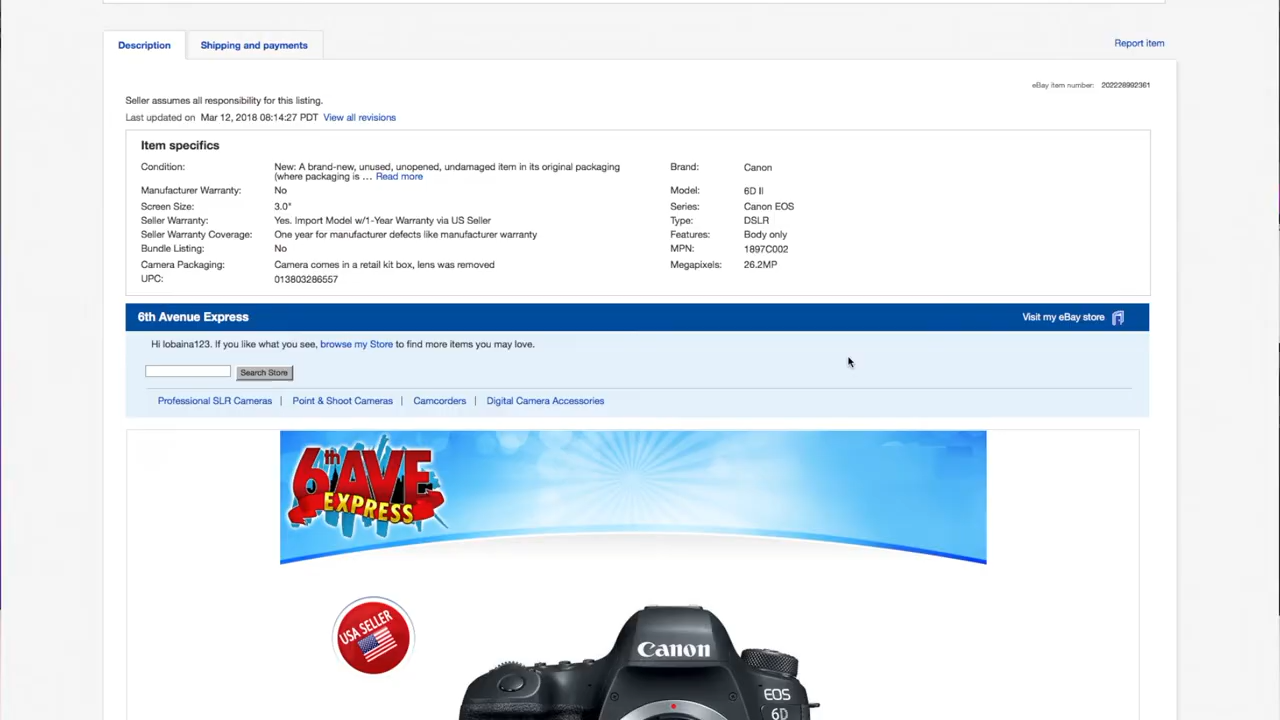 Description
Shipping and payments
Report item
eBay item number: 202228992361
Seller assumes all responsibility for this listing.
Last updated on Mar 12, 2018 08:14:27 PDT View all revisions
Item specifics
Condition: New: A brand-new, unused, unopened, undamaged item in its original packaging
(where packaging is ... Read more
Brand: Canon
Manufacturer Warranty: No
Model: 6D II
Screen Size: 3.0"
Series: Canon EOS
Seller Warranty: Yes. Import Model w/1-Year Warranty via US Seller
Type: DSLR
Seller Warranty Coverage: One year for manufacturer defects like manufacturer warranty
Features: Body only
Bundle Listing: No
MPN: 1897C002
Camera Packaging: Camera comes in a retail kit box, lens was removed
Megapixels: 26.2MP
UPC: 013803286557
6th Avenue Express
Visit my eBay store
Hi lobaina123. If you like what you see, browse my Store to find more items you may love.
Search Store
Professional SLR Cameras | Point & Shoot Cameras | Camcorders | Digital Camera Accessories
6th AVE
EXPRESS
USA SELLER
Canon
EOS
6D